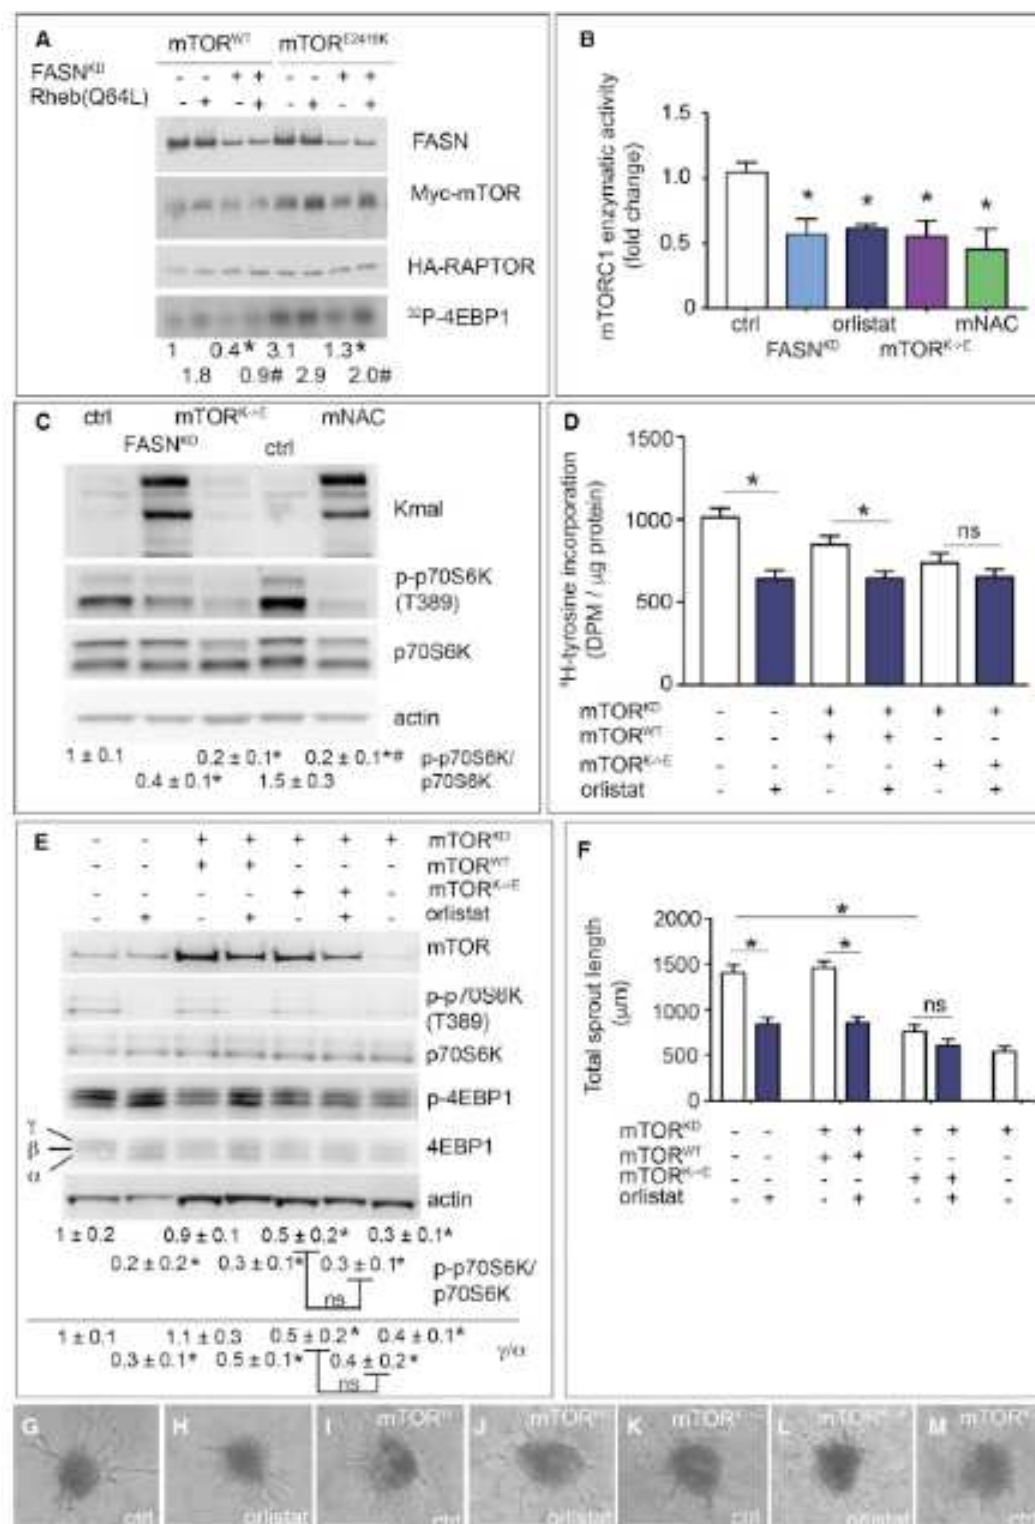 A
mTOR^WT mTOR^E2419K
FASN^KD - - + + - - + +
Rheb(Q64L) - + - + - + - +
FASN
Myc-mTOR
HA-RAPTOR
32P-4EBP1
1 0.4* 3.1 1.3*
1.8 0.9# 2.9 2.0#
B
mTORC1 enzymatic activity
(fold change)
1.5
1.0
0.5
0
* * * *
ctrl orlistat mNAC
FASN^KD mTOR^K->E
C
ctrl mTOR^K->E mNAC
FASN^KD ctrl
Kmal
p-p70S6K
(T389)
p70S6K
actin
1 ± 0.1 0.2 ± 0.1* 0.2 ± 0.1*# p-p70S6K/
0.4 ± 0.1* 1.5 ± 0.3 p70S6K
D
H-tyrosine incorporation
(DPM / µg protein)
1500
1000
500
0
* * ns
mTOR^KD - - + + + +
mTOR^WT - - + + - -
mTOR^K->E - - - - + +
orlistat - + - + - +
E
- - + + + + + mTOR^KD
- - + + - - - mTOR^WT
- - - - + + - mTOR^K->E
- + - + - + - orlistat
mTOR
p-p70S6K
(T389)
p70S6K
p-4EBP1
γ
β
α
4EBP1
actin
1 ± 0.2 0.9 ± 0.1 0.5 ± 0.2* 0.3 ± 0.1*
0.2 ± 0.2* 0.3 ± 0.1* 0.3 ± 0.1* p-p70S6K/
p70S6K
ns
1 ± 0.1 1.1 ± 0.3 0.5 ± 0.2* 0.4 ± 0.1*
γ/α
0.3 ± 0.1* 0.5 ± 0.1* 0.4 ± 0.2*
ns
F
Total sprout length
(µm)
2000
1500
1000
500
0
*
* * ns
mTOR^KD - - + + + + +
mTOR^WT - - + + - -
mTOR^K->E - - - - + +
orlistat - + - + - +
G H I mTOR J mTOR K mTOR L mTOR M mTOR
ctrl orlistat ctrl orlistat ctrl orlistat